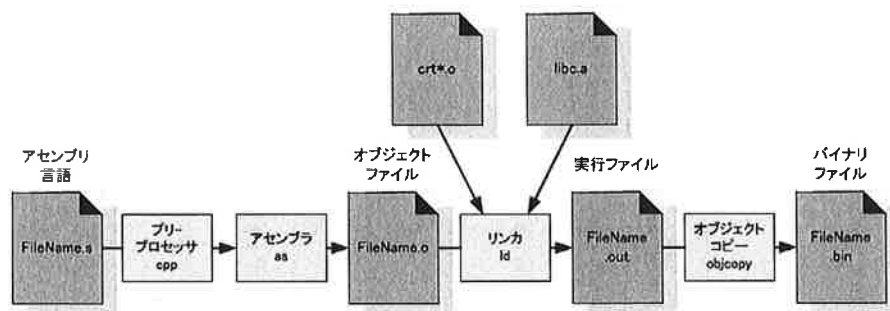 crt*.o
libc.a
アセンブリ
言語
オブジェクト
ファイル
実行ファイル
バイナリ
ファイル
FileName.s
プリ-
プロセッサ
cpp
アセンブラ
as
FileName.o
リンカ
ld
FileName
.out
オブジェクト
コピー
objcopy
FileName
.bin